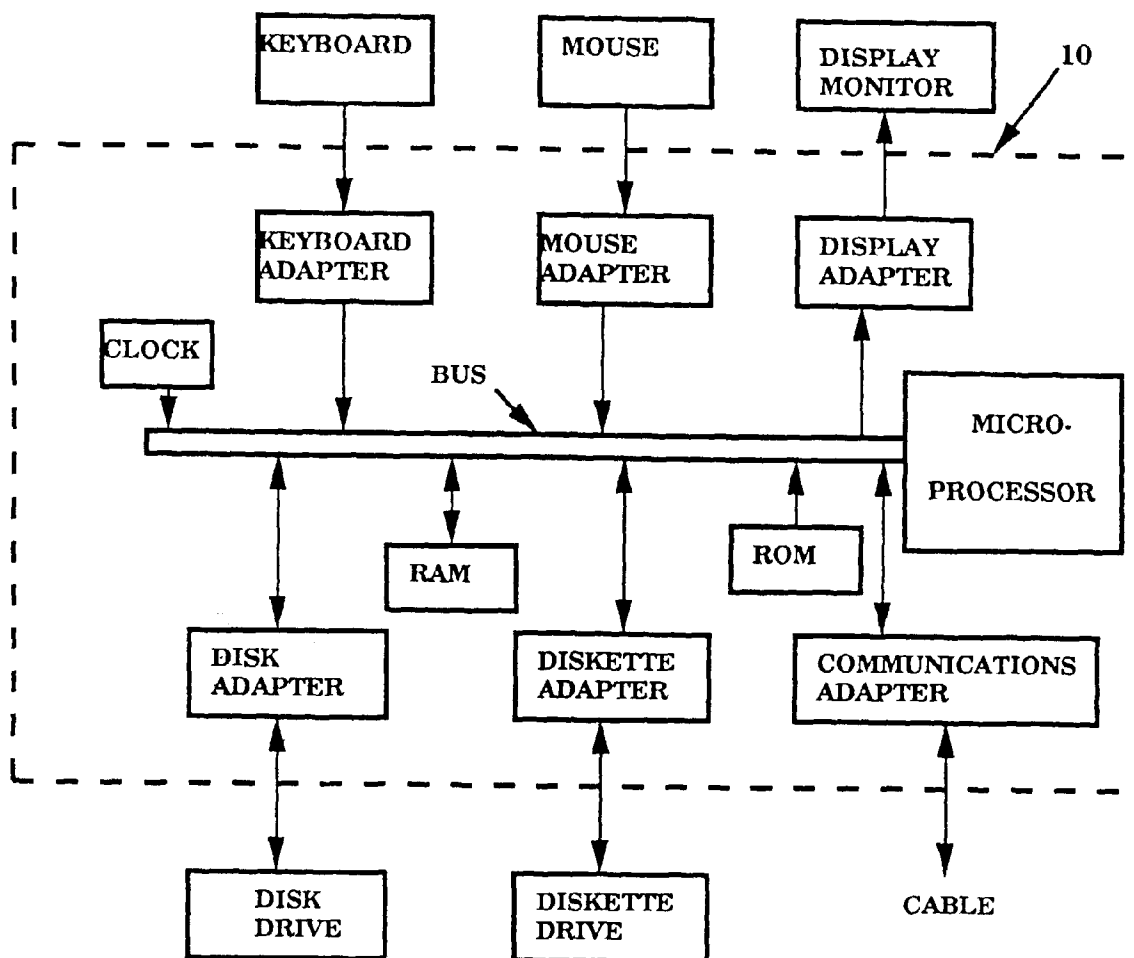 KEYBOARD
MOUSE
DISPLAY
MONITOR
10
KEYBOARD
ADAPTER
MOUSE
ADAPTER
DISPLAY
ADAPTER
CLOCK
BUS
MICRO-
PROCESSOR
RAM
ROM
DISK
ADAPTER
DISKETTE
ADAPTER
COMMUNICATIONS
ADAPTER
DISK
DRIVE
DISKETTE
DRIVE
CABLE